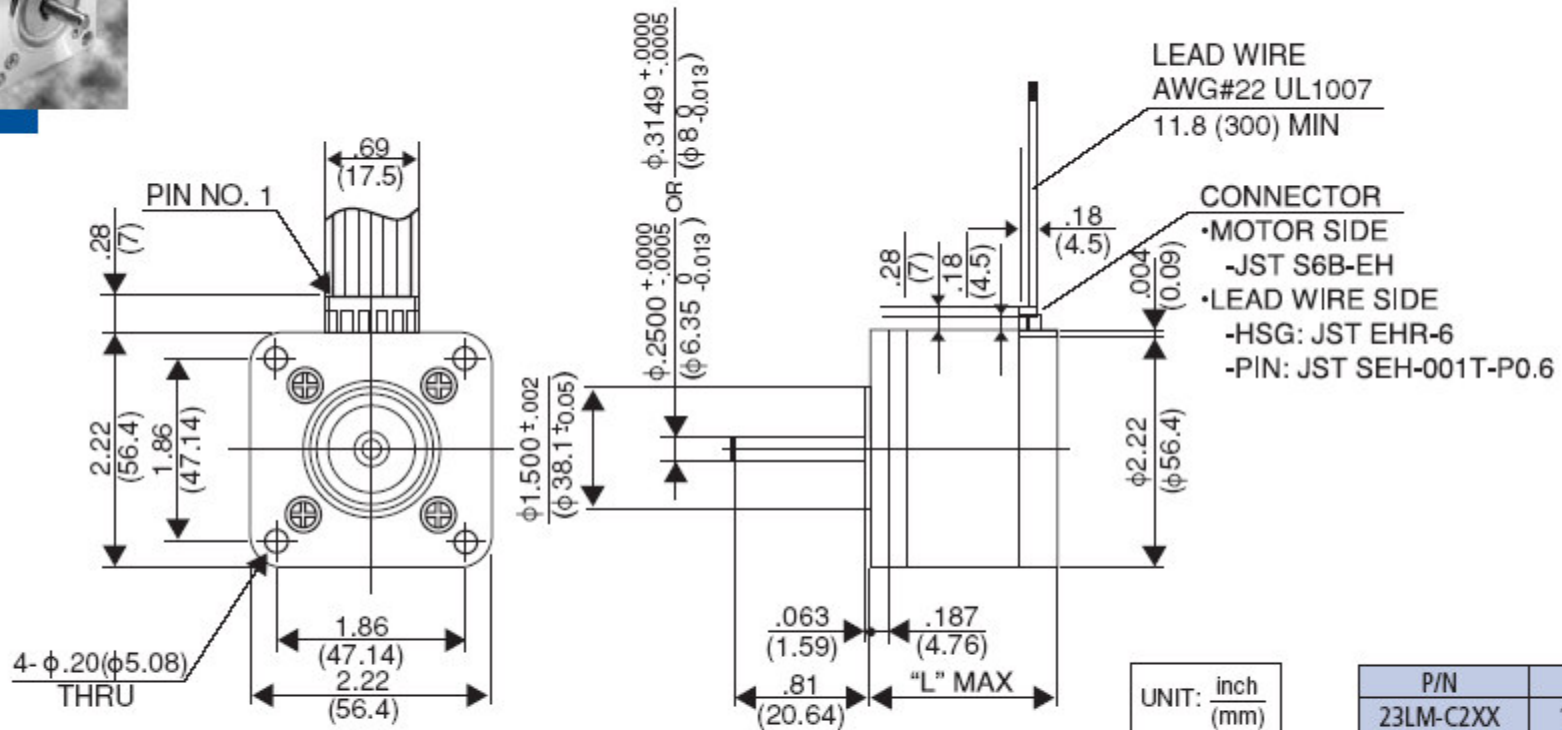 .69
(17.5)
PIN NO. 1
.28
(7)
2.22
(56.4)
1.86
(47.14)
4- ϕ.20(ϕ5.08)
THRU
1.86
(47.14)
2.22
(56.4)
ϕ.2500 +.0000 -.0005
(ϕ6.35 0 -0.013)
OR
ϕ.3149 +.0000 -.0005
(ϕ8 0 -0.013)
ϕ1.500 ±.002
(ϕ38.1 ±0.05)
.28
(7)
.18
(4.5)
.18
(4.5)
LEAD WIRE
AWG#22 UL1007
11.8 (300) MIN
CONNECTOR
•MOTOR SIDE
-JST S6B-EH
•LEAD WIRE SIDE
-HSG: JST EHR-6
-PIN: JST SEH-001T-P0.6
.004
(0.09)
ϕ2.22
(ϕ56.4)
.063
(1.59)
.187
(4.76)
.81
(20.64)
"L" MAX
UNIT: inch
(mm)
P/N
23LM-C2XX